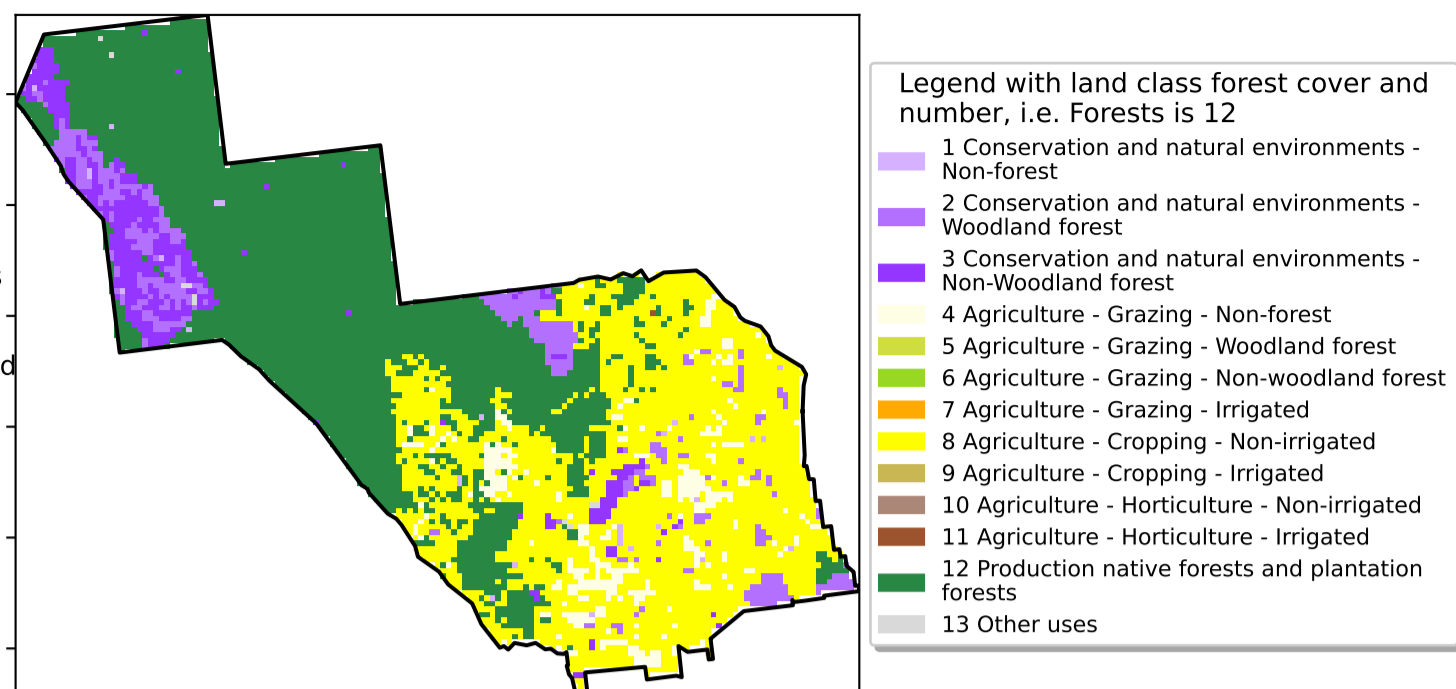 Legend with land class forest cover and
number, i.e. Forests is 12
1 Conservation and natural environments -
Non-forest
2 Conservation and natural environments -
Woodland forest
3 Conservation and natural environments -
Non-Woodland forest
4 Agriculture - Grazing - Non-forest
5 Agriculture - Grazing - Woodland forest
6 Agriculture - Grazing - Non-woodland forest
7 Agriculture - Grazing - Irrigated
8 Agriculture - Cropping - Non-irrigated
9 Agriculture - Cropping - Irrigated
10 Agriculture - Horticulture - Non-irrigated
11 Agriculture - Horticulture - Irrigated
12 Production native forests and plantation
forests
13 Other uses
d